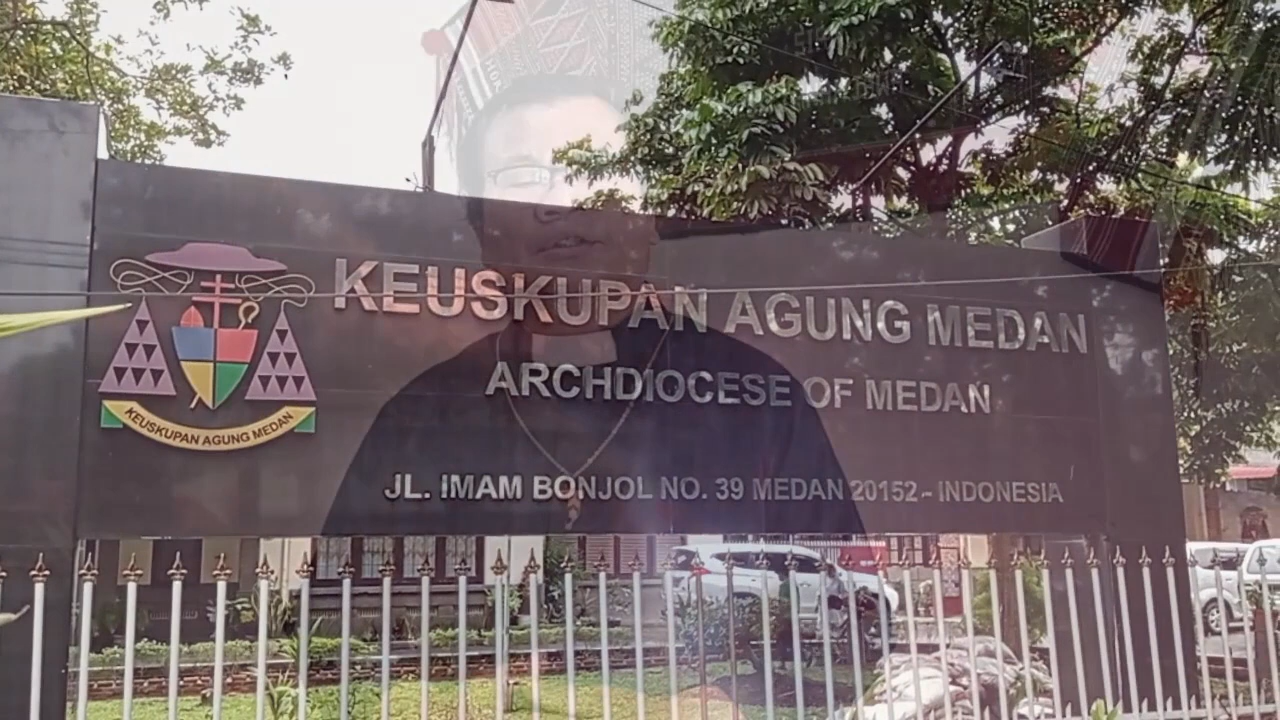 KEUSKUPAN AGUNG MEDAN
ARCHDIOCESE OF MEDAN
KEUSKUPAN AGUNG MEDAN
JL. IMAM BONJOL NO. 39 MEDAN 20152 - INDONESIA